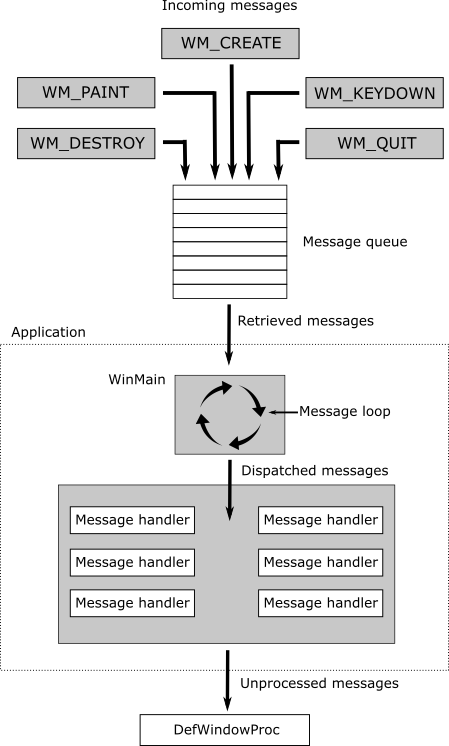 Incoming messages
WM_CREATE
WM_PAINT
WM_KEYDOWN
WM_DESTROY
WM_QUIT
Message queue
Retrieved messages
Application
WinMain
Message loop
Dispatched messages
Message handler
Message handler
Message handler
Message handler
Message handler
Message handler
Unprocessed messages
DefWindowProc